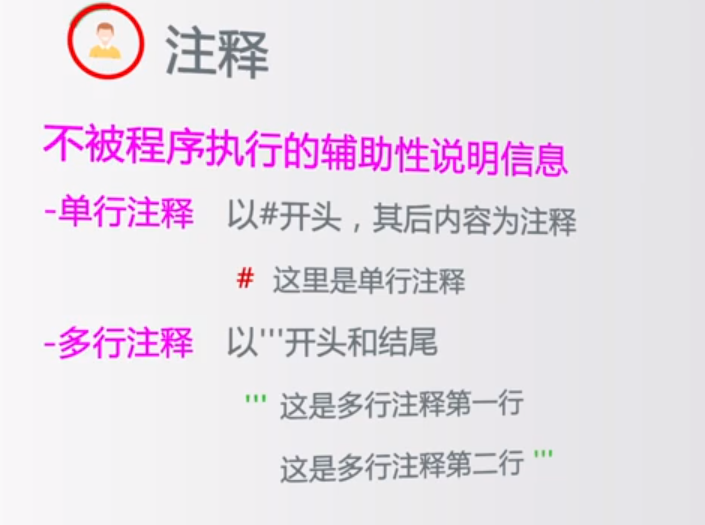 注释
不被程序执行的辅助性说明信息
-单行注释 以#开头，其后内容为注释
# 这里是单行注释
-多行注释 以'''开头和结尾
''' 这是多行注释第一行
这是多行注释第二行 '''